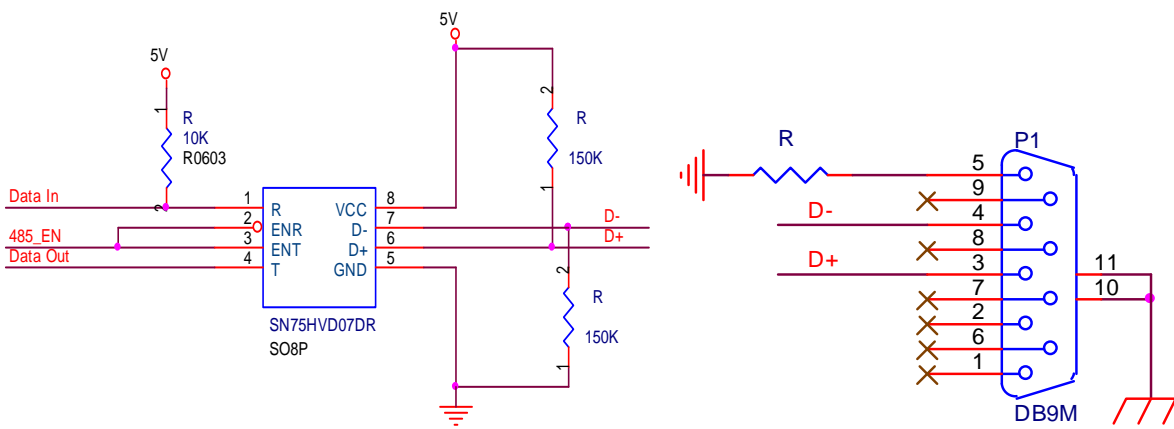 5V
R
10K
R0603
1
2
Data In
485_EN
Data Out
1
2
3
4
R
ENR
ENT
T
VCC
D-
D+
GND
8
7
6
5
SN75HVD07DR
SO8P
5V
2
R
150K
1
D-
D+
2
R
150K
1
R
P1
5
9
D-
4
8
D+
3
7
2
6
1
11
10
DB9M